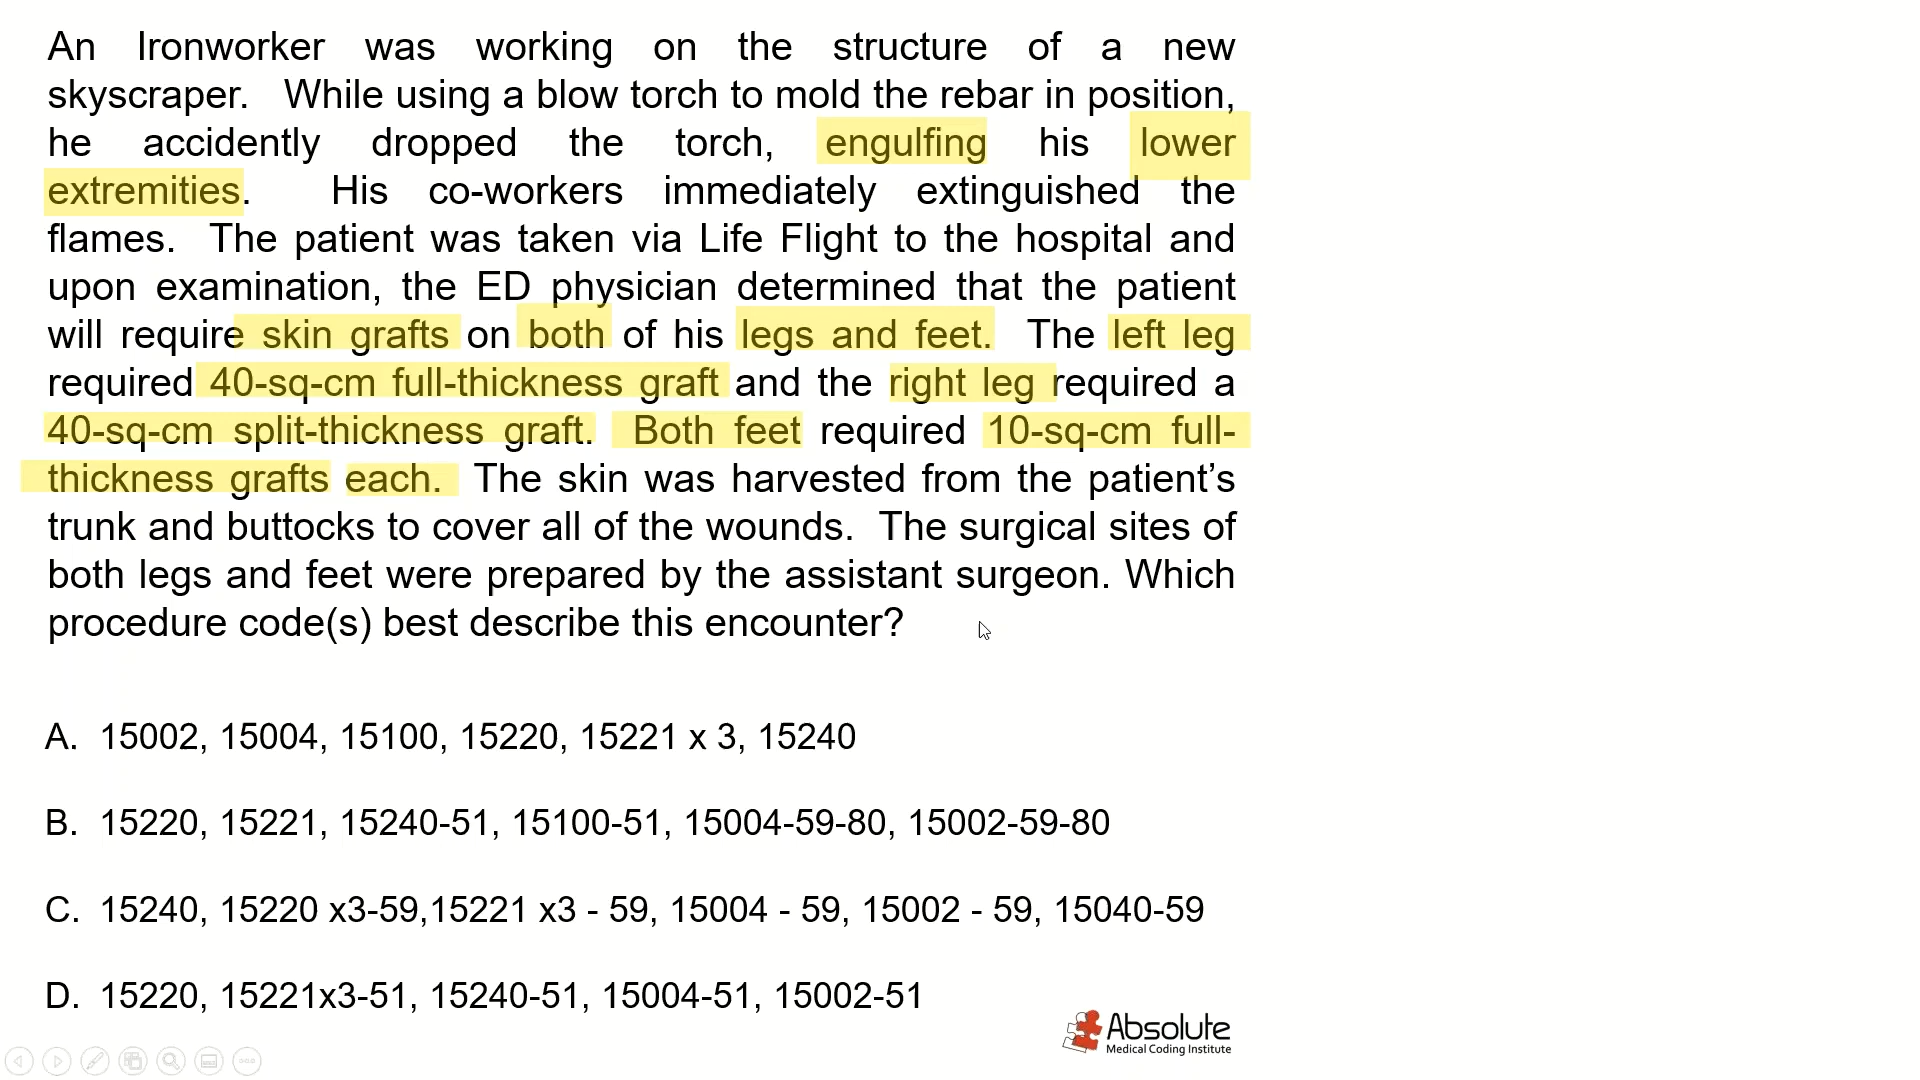 An Ironworker was working on the structure of a new
skyscraper. While using a blow torch to mold the rebar in position,
he accidently dropped the torch, engulfing his lower
extremities. His co-workers immediately extinguished the
flames. The patient was taken via Life Flight to the hospital and
upon examination, the ED physician determined that the patient
will require skin grafts on both of his legs and feet. The left leg
required 40-sq-cm full-thickness graft and the right leg required a
40-sq-cm split-thickness graft. Both feet required 10-sq-cm full-
thickness grafts each. The skin was harvested from the patient’s
trunk and buttocks to cover all of the wounds. The surgical sites of
both legs and feet were prepared by the assistant surgeon. Which
procedure code(s) best describe this encounter?
A. 15002, 15004, 15100, 15220, 15221 x 3, 15240
B. 15220, 15221, 15240-51, 15100-51, 15004-59-80, 15002-59-80
C. 15240, 15220 x3-59,15221 x3 - 59, 15004 - 59, 15002 - 59, 15040-59
D. 15220, 15221x3-51, 15240-51, 15004-51, 15002-51
Absolute
Medical Coding Institute